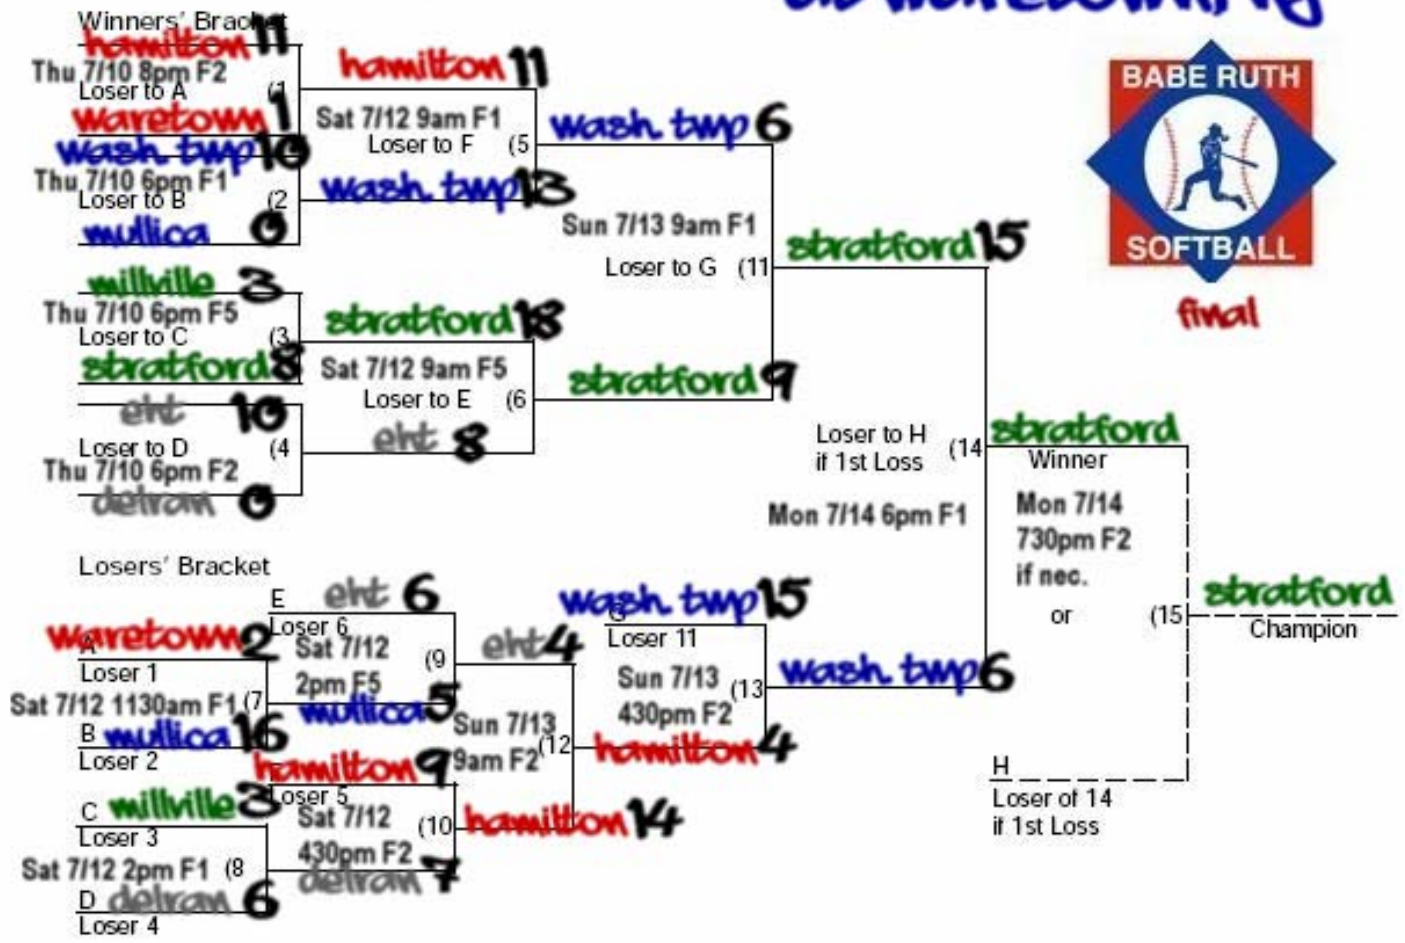 at waretown nj
Winners' Bracket
hamilton 11
Thu 7/10 8pm F2
Loser to A
(1
waretown 1
wash. twp 10
Thu 7/10 6pm F1
Loser to B
(2
mullica 0
millville 3
Thu 7/10 6pm F5
Loser to C
(3
stratford 8
eht 10
Loser to D
(4
Thu 7/10 6pm F2
delran 0
hamilton 11
Sat 7/12 9am F1
Loser to F (5
wash. twp 13
stratford 18
Sat 7/12 9am F5
Loser to E (6
eht 8
wash. twp 6
Sun 7/13 9am F1
Loser to G (11
stratford 9
stratford 15
Loser to H
if 1st Loss
(14
Mon 7/14 6pm F1
BABE RUTH
SOFTBALL
final
stratford
Winner
Mon 7/14
730pm F2
if nec.
or
(15
stratford
Champion
H
Loser of 14
if 1st Loss
Losers' Bracket
waretown 2
A
Loser 1
Sat 7/12 1130am F1 (7
B mullica 16
Loser 2
C millville 3
Loser 3
Sat 7/12 2pm F1 (8
D delran 6
Loser 4
E eht 6
Loser 6
Sat 7/12
2pm F5
(9
mullica 5
hamilton 9
Loser 5
Sat 7/12
430pm F2
(10
delran 7
eht 4
Sun 7/13
9am F2
(12
hamilton 14
wash. twp 15
G
Loser 11
Sun 7/13
430pm F2
(13
hamilton 4
wash. twp 6